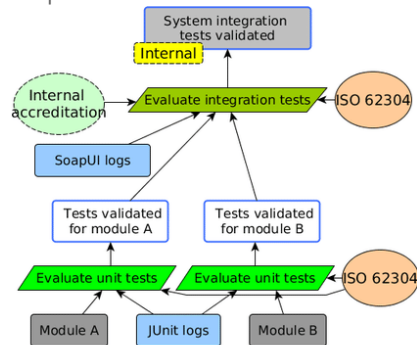 System integration
tests validated
Internal
Internal
accreditation
Evaluate integration tests
ISO 62304
SoapUI logs
Tests validated
for module A
Tests validated
for module B
Evaluate unit tests
Evaluate unit tests
ISO 62304
Module A
JUnit logs
Module B